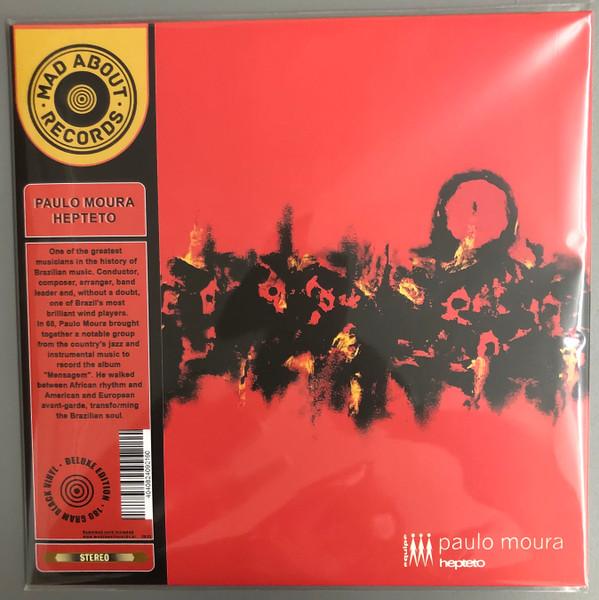 MAD ABOUT
RECORDS
PAULO MOURA
HEPTETO
One of the greatest
musicians in the history of
Brazilian music. Conductor,
composer, arranger, band
leader and, without a doubt,
one of Brazil's most
brilliant wind players.
In 68, Paulo Moura brought
together a notable group
from the country's jazz and
instrumental music to
record the album
"Mensagem". He walked
between African rhythm and
American and European
avant-garde, transforming
the Brazilian soul.
DELUXE EDITION · 180 GRAM BLACK VINYL ·
4040824092160
STEREO
equipe
paulo moura
hepteto